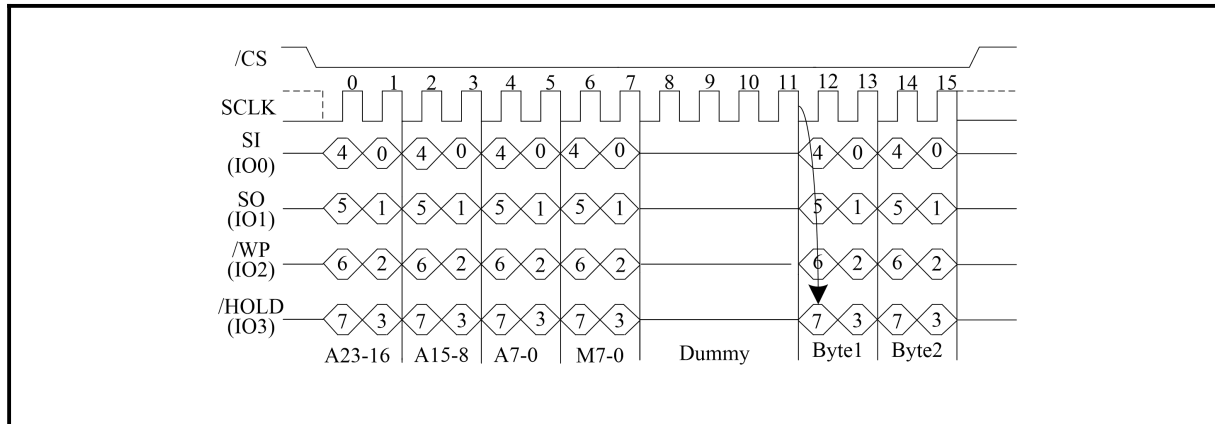 /CS
0 1 2 3 4 5 6 7 8 9 10 11 12 13 14 15
SCLK
SI
(IO0)
4 0 4 0 4 0 4 0 4 0 4 0
SO
(IO1)
5 1 5 1 5 1 5 1 5 1 5 1
/WP
(IO2)
6 2 6 2 6 2 6 2 6 2 6 2
/HOLD
(IO3)
7 3 7 3 7 3 7 3 7 3 7 3
A23-16 A15-8 A7-0 M7-0 Dummy Byte1 Byte2